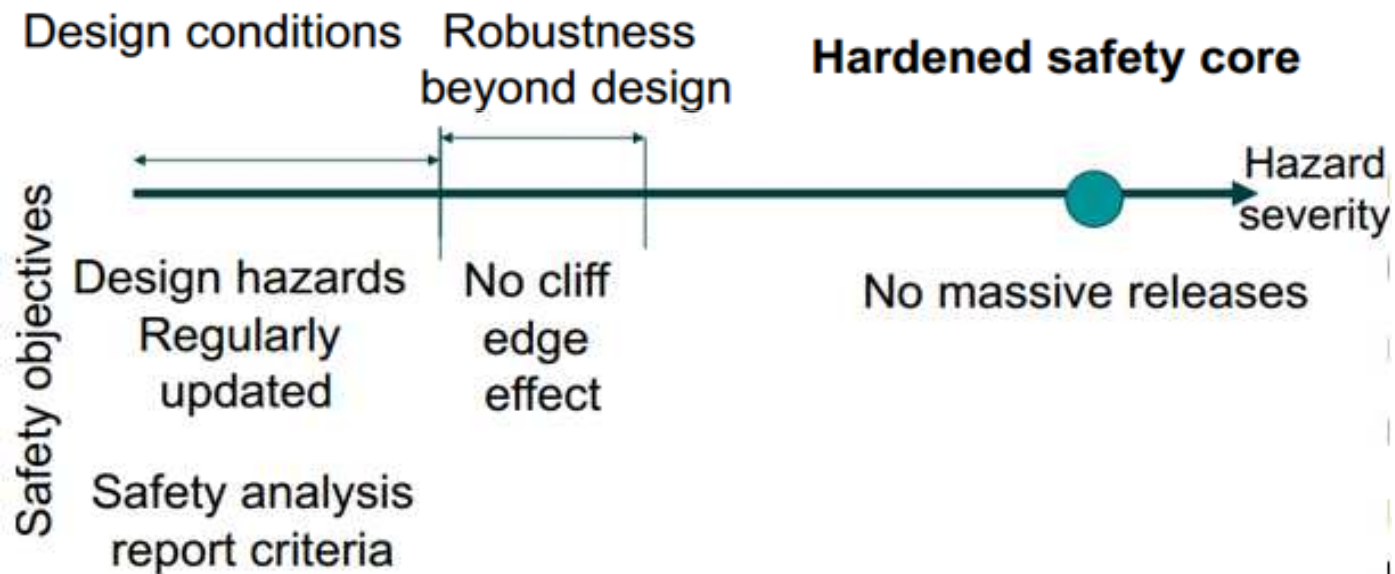 Design conditions
Robustness
beyond design
Hardened safety core
Hazard
severity
Safety objectives
Design hazards
Regularly
updated
No cliff
edge
effect
No massive releases
Safety analysis
report criteria